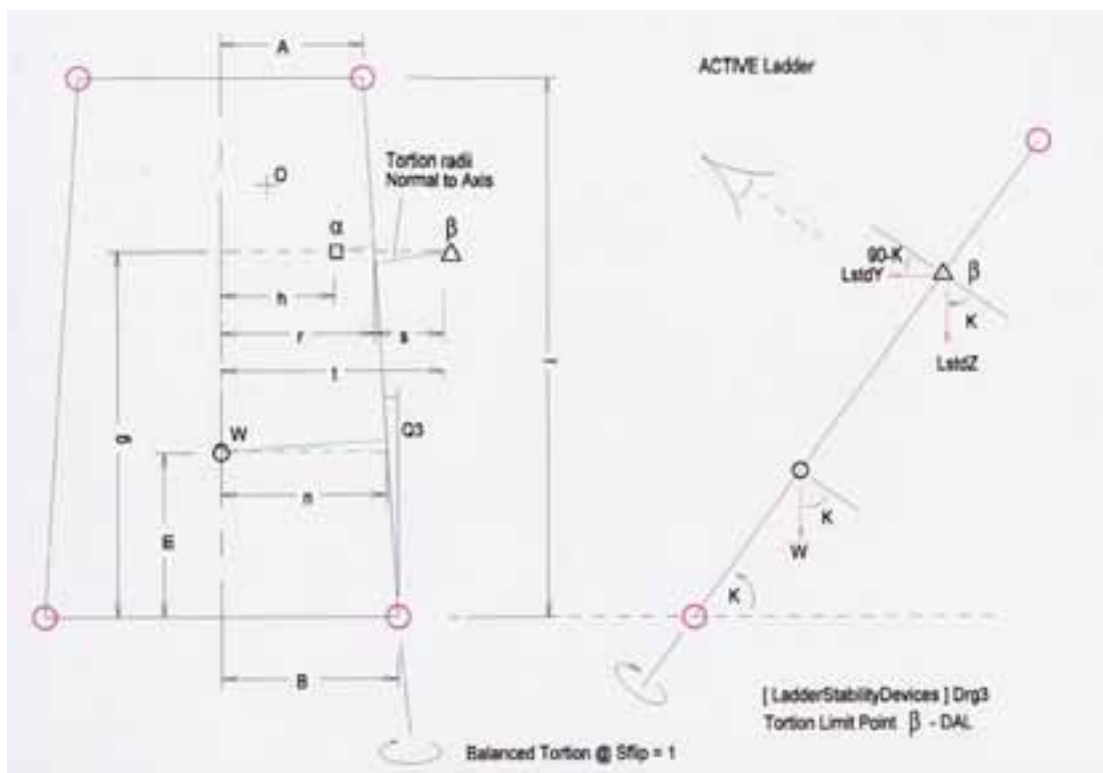 A
ACTIVE Ladder
O
Tortion radii
Normal to Axis
α
β
h
r
s
t
g
l
W
Q3
n
E
B
90-K
LstdY
β
K
LstdZ
K
W
K
[ LadderStabilityDevices ] Drg3
Tortion Limit Point β - DAL
Balanced Tortion @ Sflip = 1